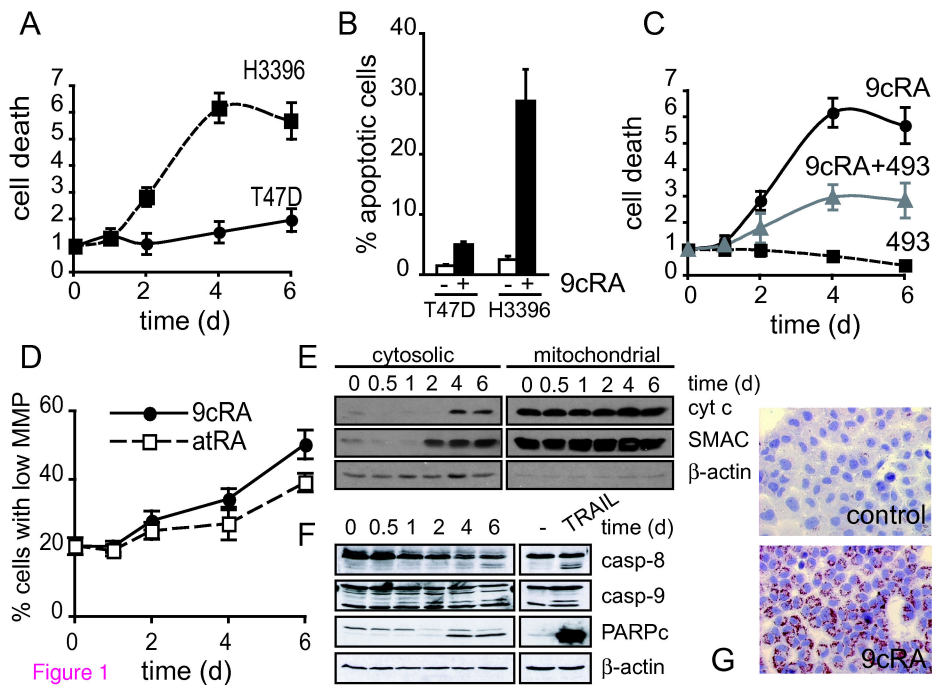 A
cell death
7
6
5
4
3
2
1
0
H3396
T47D
0 2 4 6
time (d)
B
% apoptotic cells
40
30
20
10
0
- + - + 9cRA
T47D H3396
C
cell death
7
6
5
4
3
2
1
0
9cRA
9cRA+493
493
0 2 4 6
time (d)
D
% cells with low MMP
60
40
20
0
9cRA
atRA
0 2 4 6
time (d)
E
cytosolic mitochondrial
0 0.5 1 2 4 6 0 0.5 1 2 4 6 time (d)
cyt c
SMAC
β-actin
F
0 0.5 1 2 4 6 time (d) - TRAIL
casp-8
casp-9
PARPc
β-actin
control
9cRA
G
Figure 1